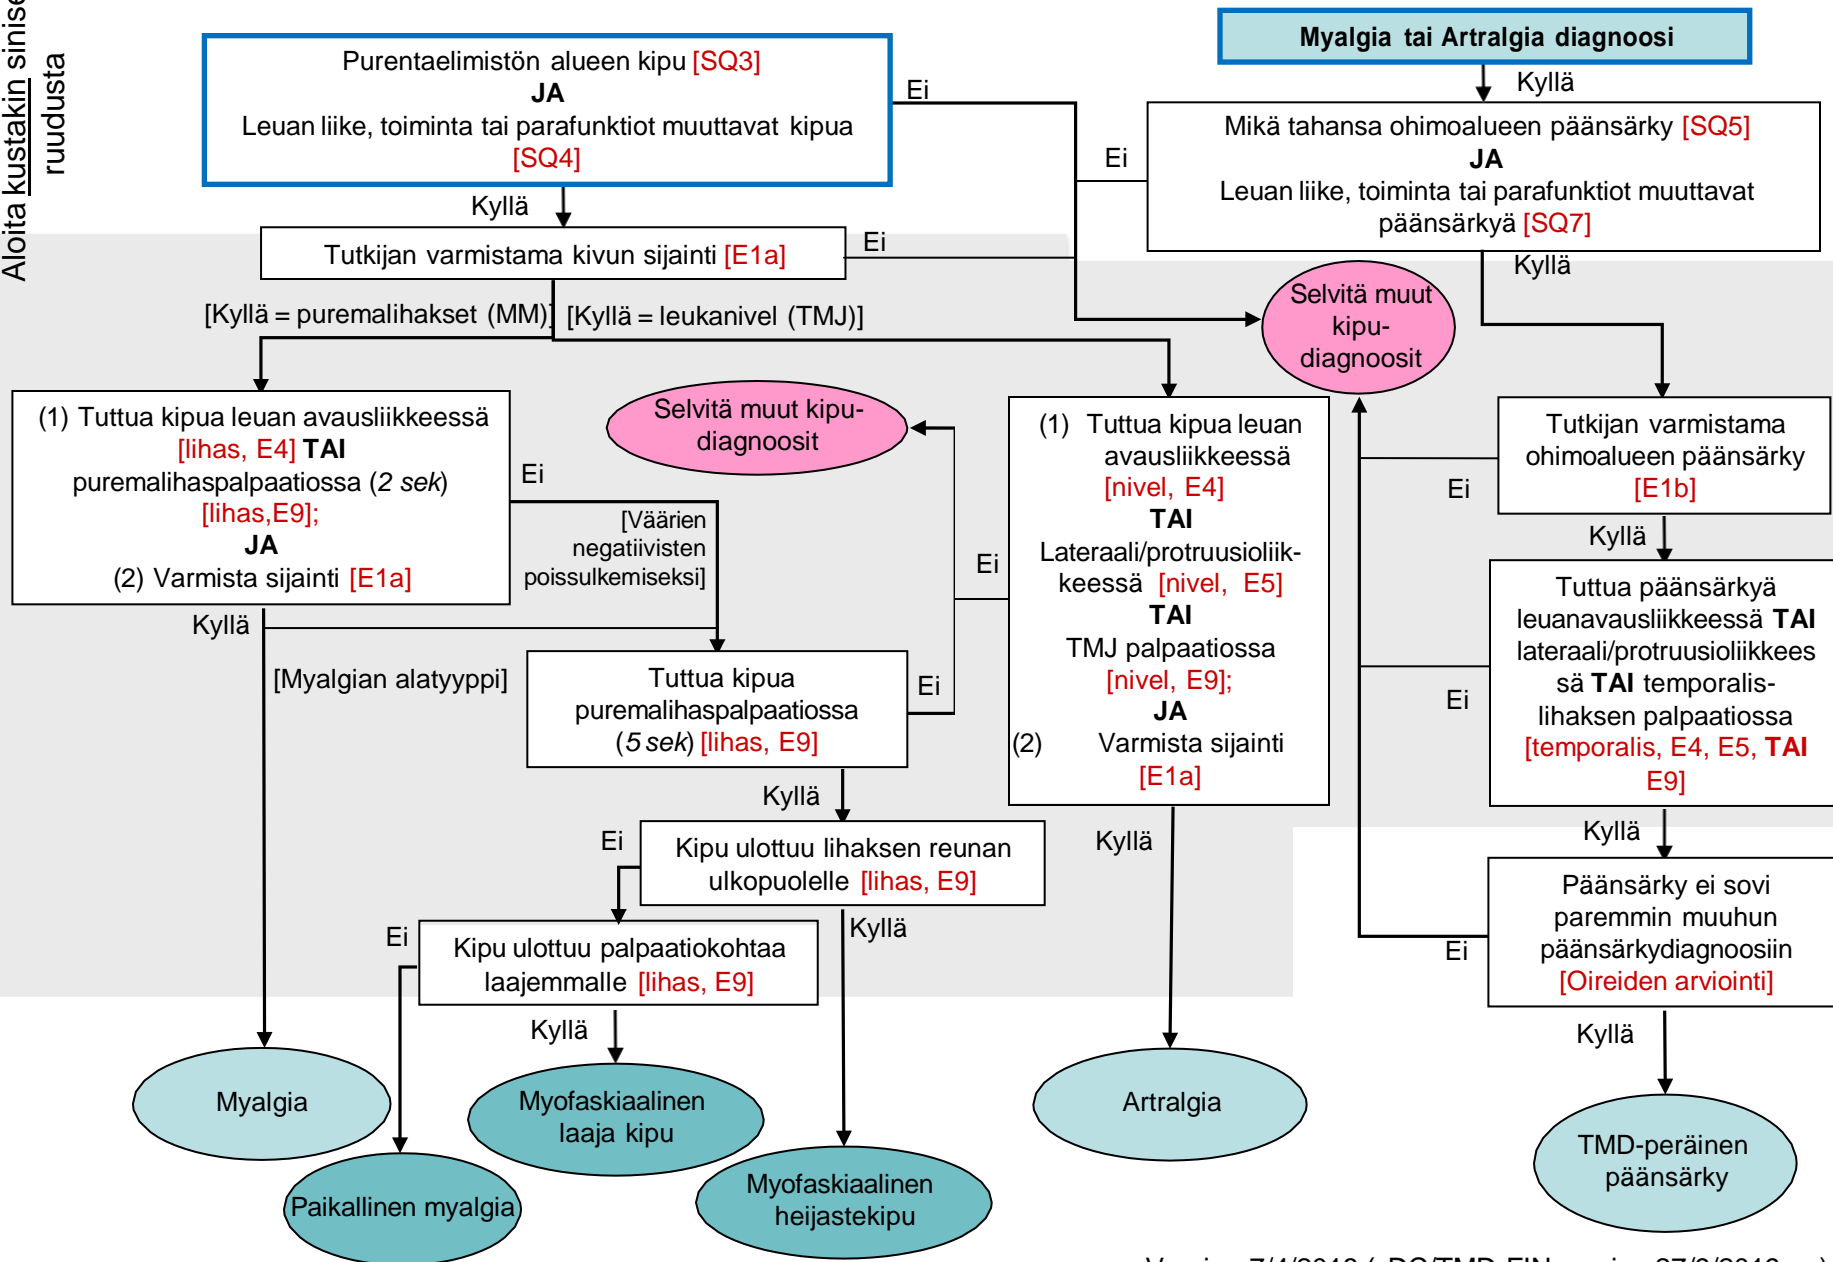 Aloita kustakin sinise
ruudusta
Purentaelimistön alueen kipu [SQ3]
JA
Leuan liike, toiminta tai parafunktiot muuttavat kipua
[SQ4]
Ei
Kyllä
Myalgia tai Artralgia diagnoosi
Kyllä
Mikä tahansa ohimoalueen päänsärky [SQ5]
JA
Leuan liike, toiminta tai parafunktiot muuttavat
päänsärkyä [SQ7]
Ei
Kyllä
Tutkijan varmistama kivun sijainti [E1a]
Ei
[Kyllä = puremalihakset (MM)]
[Kyllä = leukanivel (TMJ)]
Selvitä muut
kipu-
diagnoosit
(1) Tuttua kipua leuan avausliikkeessä
[lihas, E4] TAI
puremalihaspalpaatiossa (2 sek)
[lihas,E9];
JA
(2) Varmista sijainti [E1a]
Ei
[Väärien
negatiivisten
poissulkemiseksi]
Kyllä
[Myalgian alatyyppi]
Selvitä muut kipu-
diagnoosit
Tuttua kipua
puremalihaspalpaatiossa
(5 sek) [lihas, E9]
Ei
Kyllä
Ei
(1) Tuttua kipua leuan
avausliikkeessä
[nivel, E4]
TAI
Lateraali/protruusioliik-
keessä [nivel, E5]
TAI
TMJ palpaatiossa
[nivel, E9];
JA
(2) Varmista sijainti
[E1a]
Kyllä
Tutkijan varmistama
ohimoalueen päänsärky
[E1b]
Ei
Kyllä
Tuttua päänsärkyä
leuanavausliikkeessä TAI
lateraali/protruusioliikkees
sä TAI temporalis-
lihaksen palpaatiossa
[temporalis, E4, E5, TAI
E9]
Ei
Kyllä
Päänsärky ei sovi
paremmin muuhun
päänsärkydiagnoosiin
[Oireiden arviointi]
Ei
Kyllä
Kipu ulottuu lihaksen reunan
ulkopuolelle [lihas, E9]
Ei
Kyllä
Kipu ulottuu palpaatiokohtaa
laajemmalle [lihas, E9]
Ei
Kyllä
Myalgia
Paikallinen myalgia
Myofaskiaalinen
laaja kipu
Myofaskiaalinen
heijastekipu
Artralgia
TMD-peräinen
päänsärky